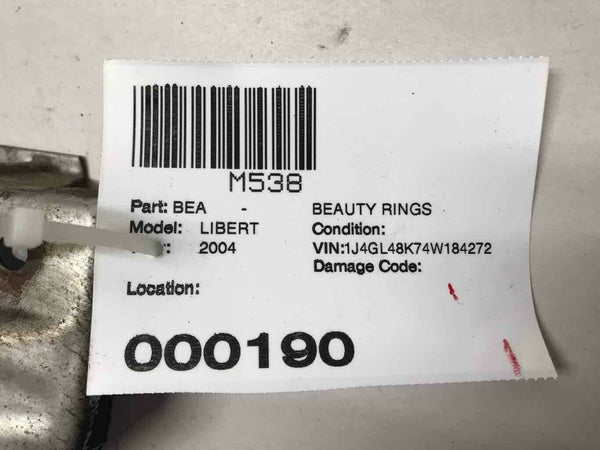 M538
Part: BEA - BEAUTY RINGS
Model: LIBERT Condition:
2004 VIN:1J4GL48K74W184272
Damage Code:
Location:
000190